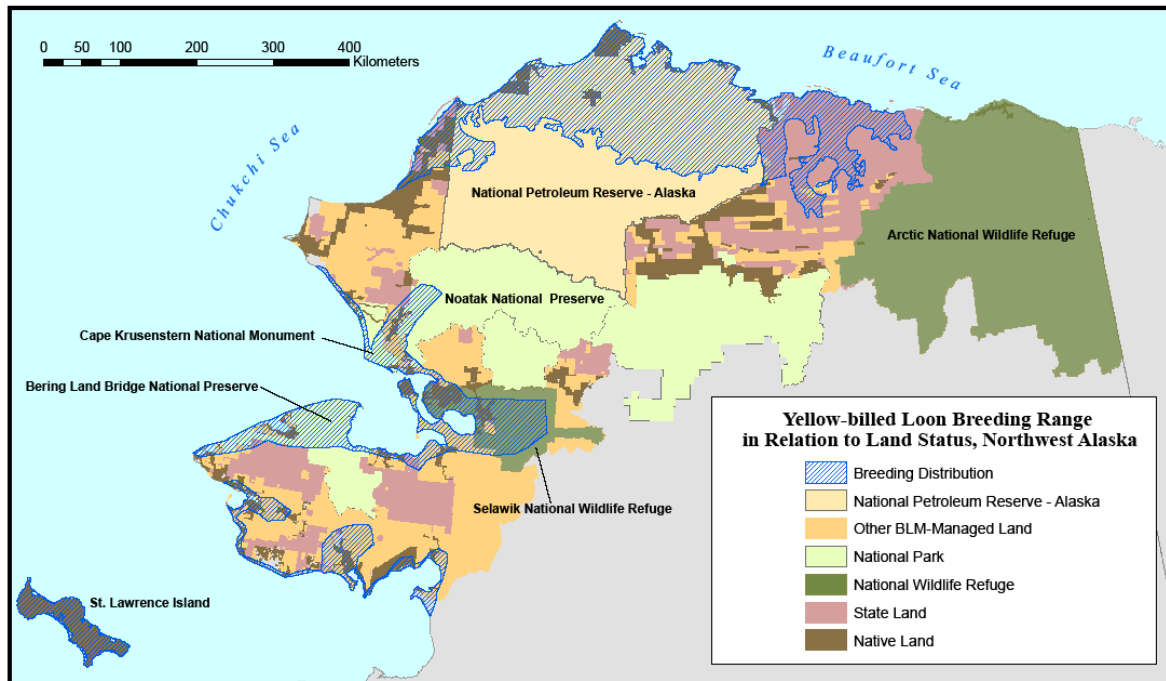 0 50 100 200 300 400
Kilometers
Beaufort Sea
Chukchi Sea
National Petroleum Reserve - Alaska
Arctic National Wildlife Refuge
Noatak National Preserve
Cape Krusenstern National Monument
Bering Land Bridge National Preserve
Selawik National Wildlife Refuge
St. Lawrence Island
Yellow-billed Loon Breeding Range
in Relation to Land Status, Northwest Alaska
Breeding Distribution
National Petroleum Reserve - Alaska
Other BLM-Managed Land
National Park
National Wildlife Refuge
State Land
Native Land